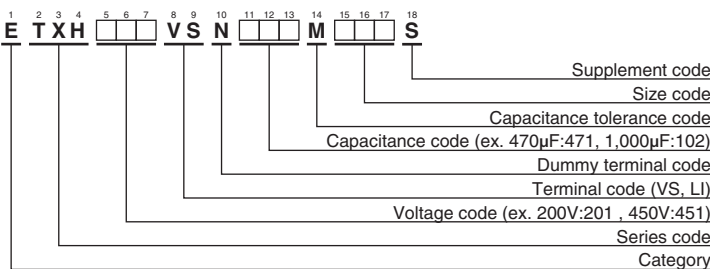 1 2 3 4 5 6 7 8 9 10 11 12 13 14 15 16 17 18
E TXH □□□ VS N □□□ M □□□ S
Supplement code
Size code
Capacitance tolerance code
Capacitance code (ex. 470µF:471, 1,000µF:102)
Dummy terminal code
Terminal code (VS, LI)
Voltage code (ex. 200V:201 , 450V:451)
Series code
Category